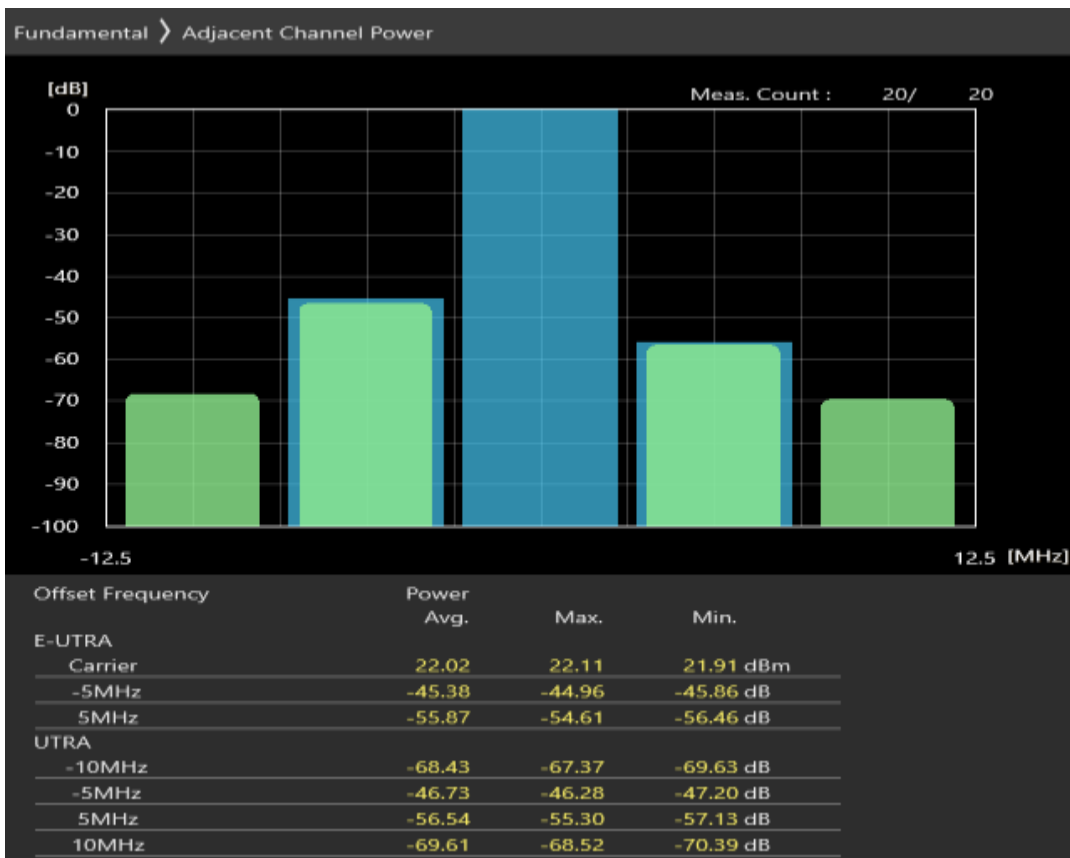 Fundamental ❯ Adjacent Channel Power
[dB]
Meas. Count : 20/ 20
0
-10
-20
-30
-40
-50
-60
-70
-80
-90
-100
-12.5 12.5 [MHz]
Offset Frequency Power
Avg. Max. Min.
E-UTRA
Carrier 22.02 22.11 21.91 dBm
-5MHz -45.38 -44.96 -45.86 dB
5MHz -55.87 -54.61 -56.46 dB
UTRA
-10MHz -68.43 -67.37 -69.63 dB
-5MHz -46.73 -46.28 -47.20 dB
5MHz -56.54 -55.30 -57.13 dB
10MHz -69.61 -68.52 -70.39 dB